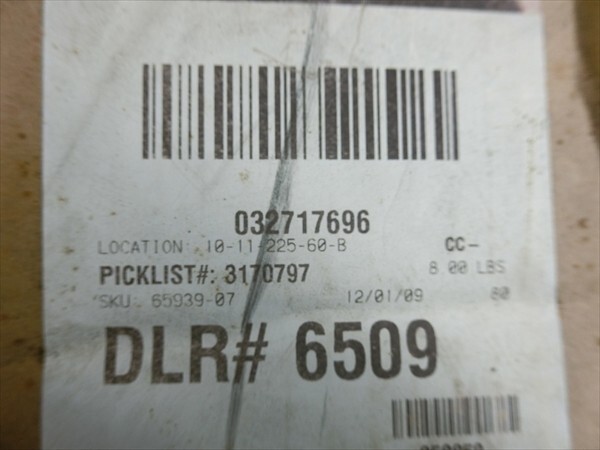 032717696
LOCATION: 10-11-225-60-B CC-
PICKLIST#: 3170797 8.00 LBS
SKU: 65939-07 12/01/09 80
DLR# 6509